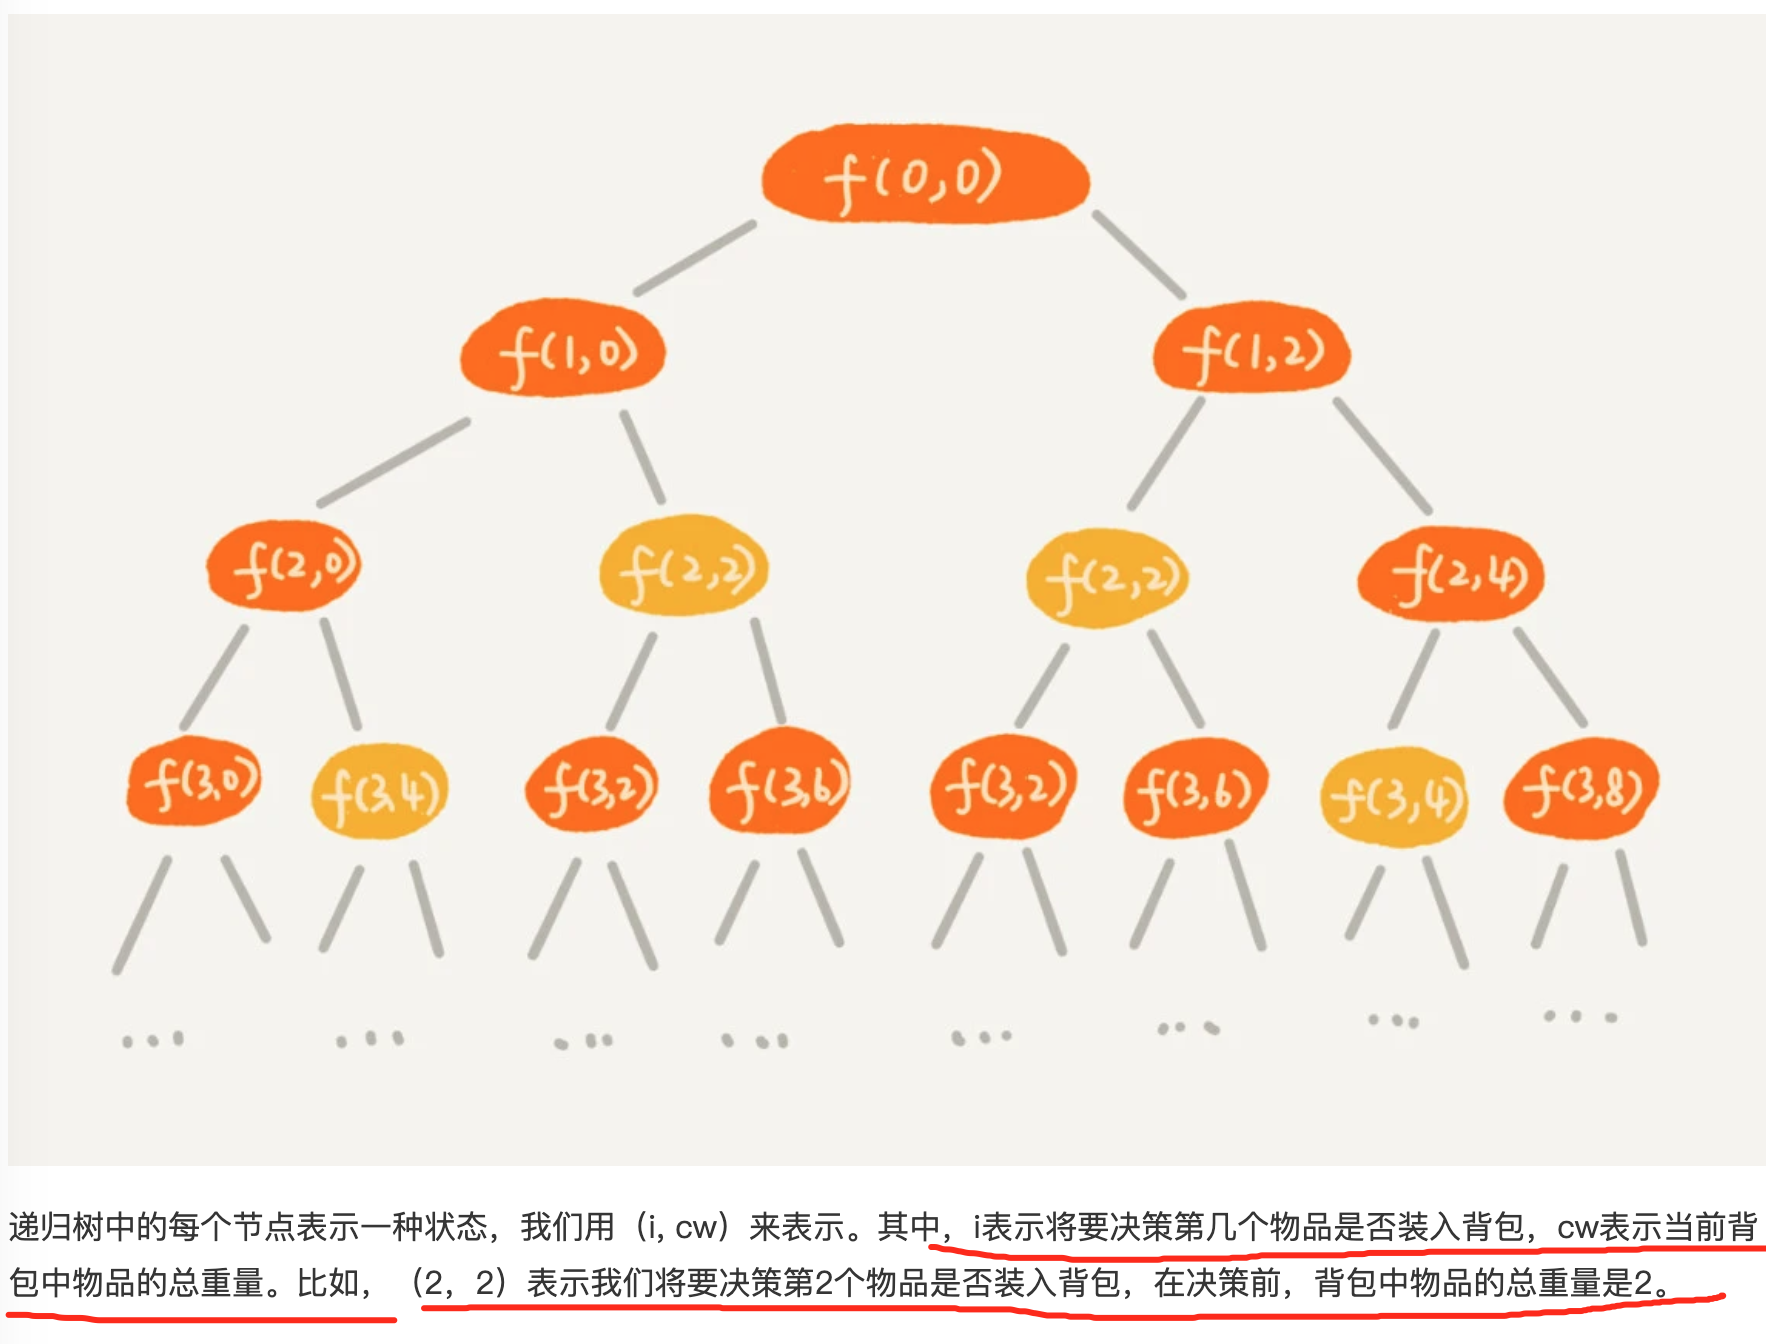 f(0,0)
f(1,0) f(1,2)
f(2,0) f(2,2) f(2,2) f(2,4)
f(3,0) f(3,4) f(3,2) f(3,6) f(3,2) f(3,6) f(3,4) f(3,8)
... ... ... ... ... ... ... ...
递归树中的每个节点表示一种状态，我们用（i, cw）来表示。其中，i表示将要决策第几个物品是否装入背包，cw表示当前背
包中物品的总重量。比如，（2，2）表示我们将要决策第2个物品是否装入背包，在决策前，背包中物品的总重量是2。